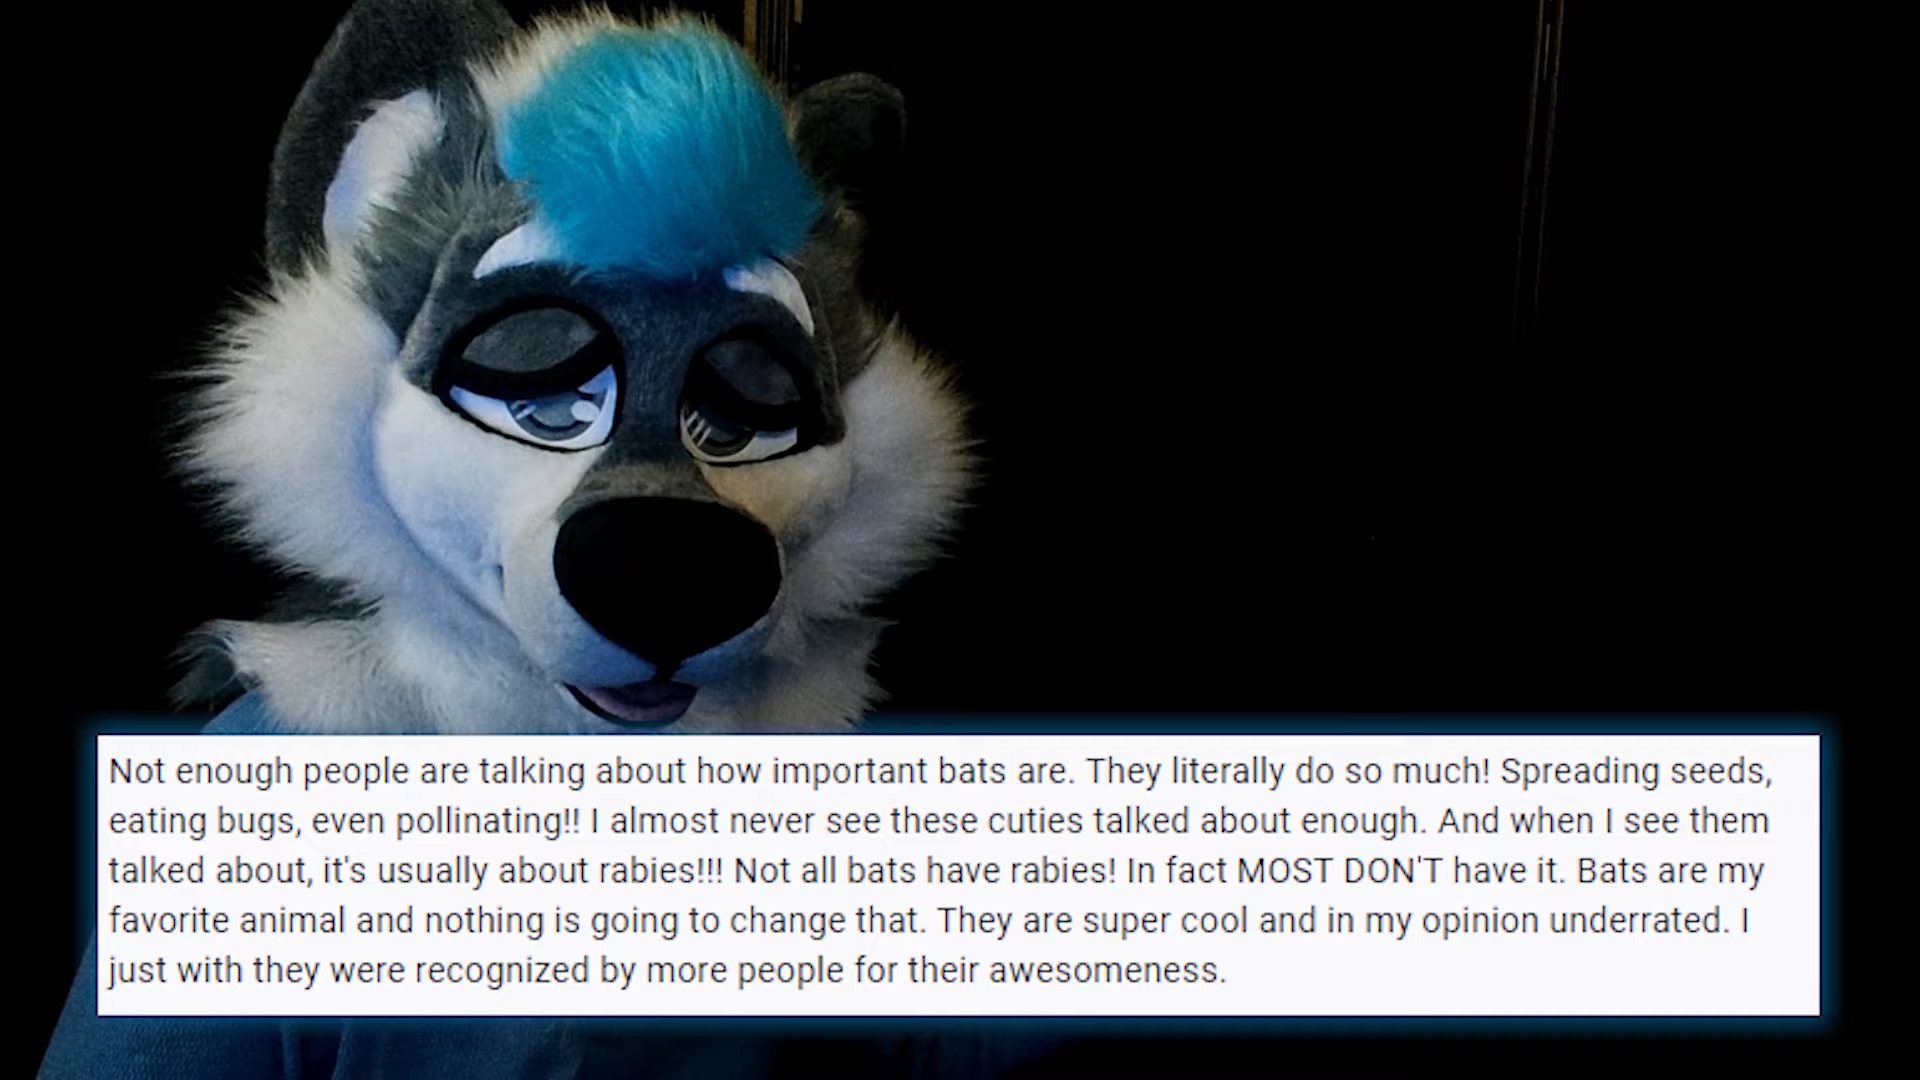 Not enough people are talking about how important bats are. They literally do so much! Spreading seeds,
eating bugs, even pollinating!! I almost never see these cuties talked about enough. And when I see them
talked about, it's usually about rabies!!! Not all bats have rabies! In fact MOST DON'T have it. Bats are my
favorite animal and nothing is going to change that. They are super cool and in my opinion underrated. I
just with they were recognized by more people for their awesomeness.